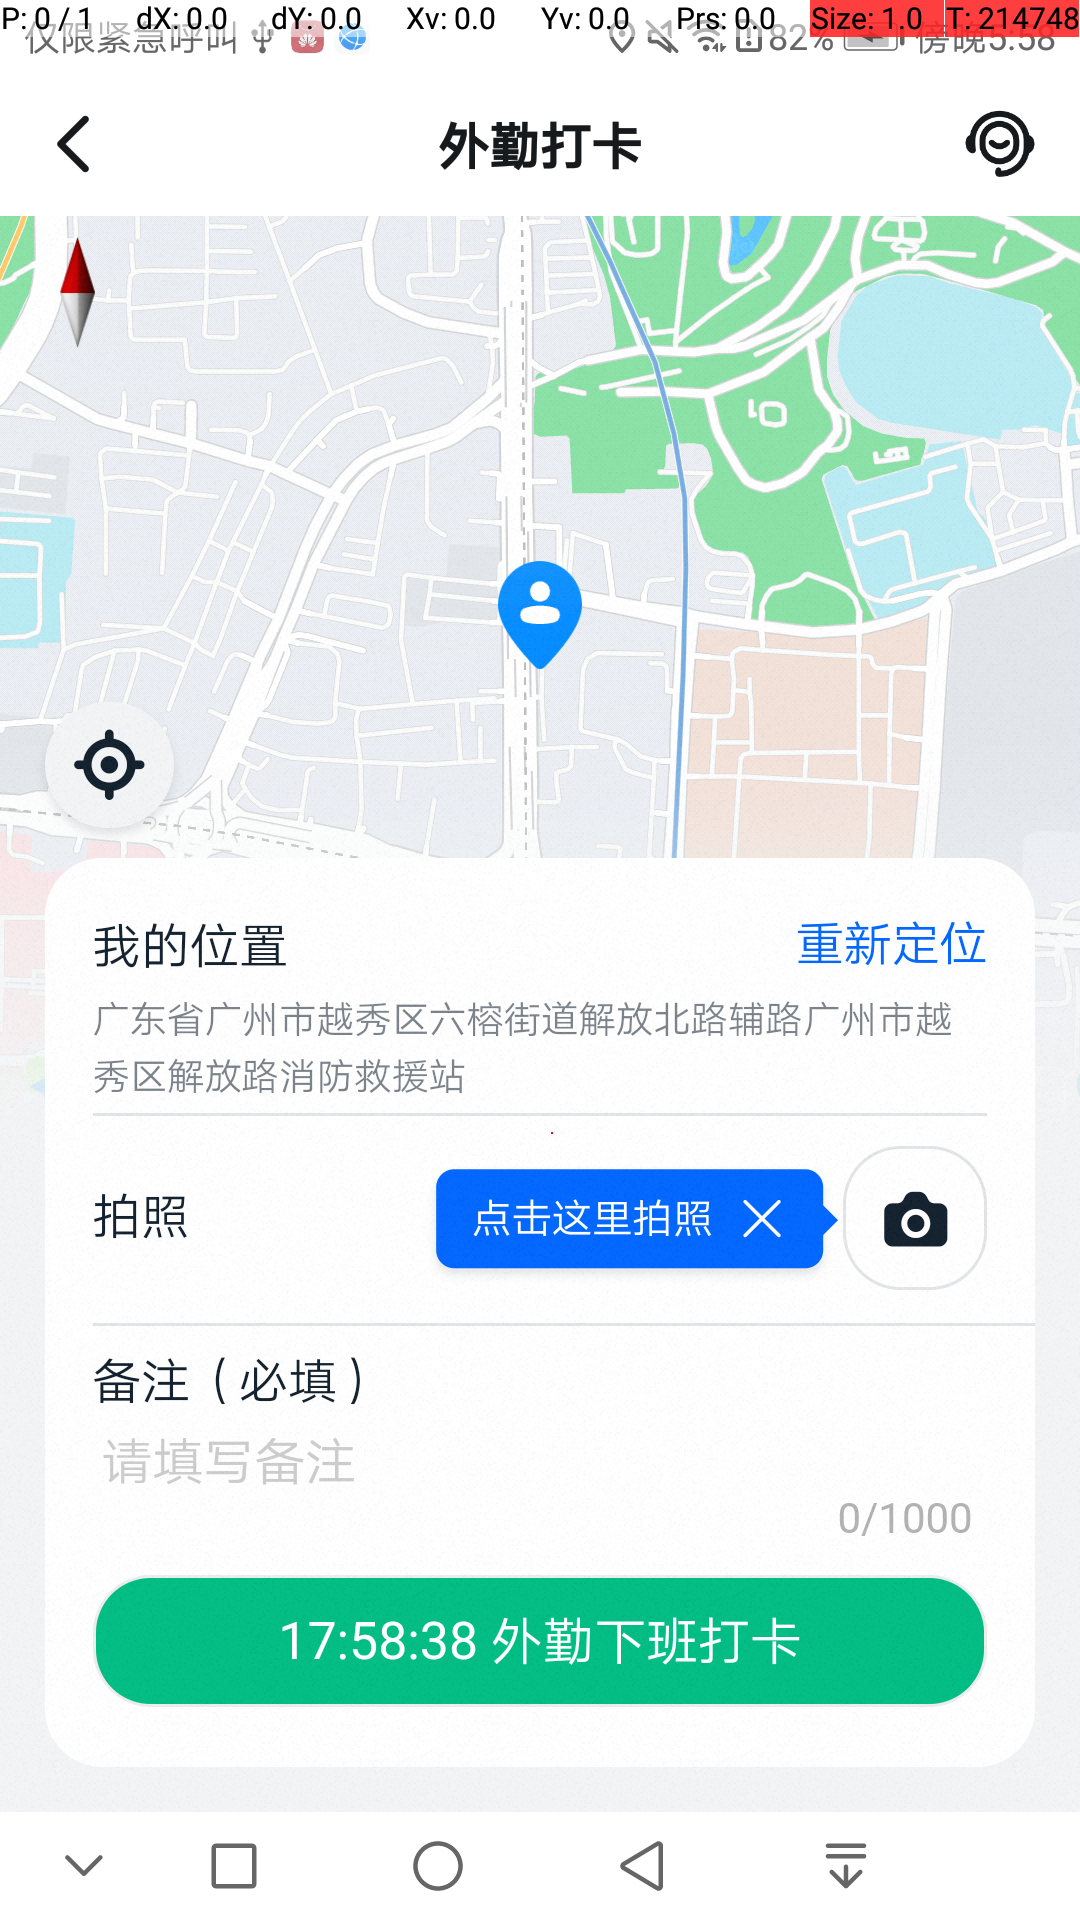 P: 0 / 1 dX: 0.0 dY: 0.0 Xv: 0.0 Yv: 0.0 Prs: 0.0 Size: 1.0 T: 214748
仅限紧急呼叫 82% 傍晚5:58
外勤打卡
我的位置 重新定位
广东省广州市越秀区六榕街道解放北路辅路广州市越
秀区解放路消防救援站
拍照 点击这里拍照
备注（必填）
请填写备注
0/1000
17:58:38 外勤下班打卡